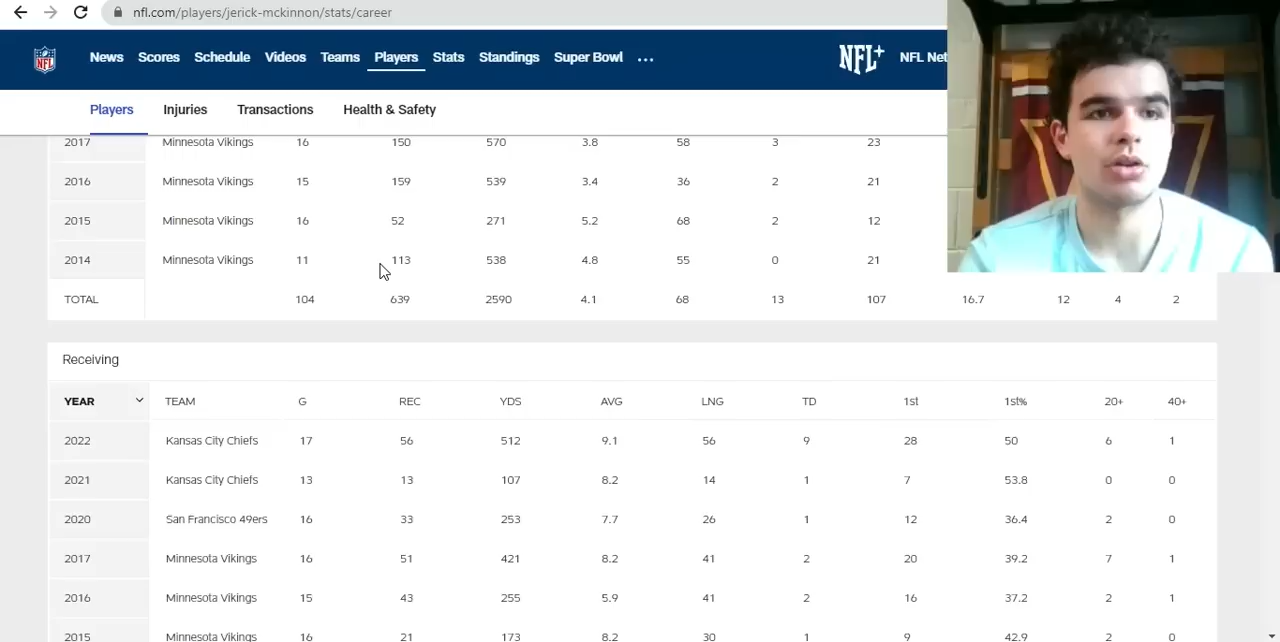 nfl.com/players/jerick-mckinnon/stats/career
NFL News Scores Schedule Videos Teams Players Stats Standings Super Bowl ... NFL+ NFL Net
Players Injuries Transactions Health & Safety
2017 Minnesota Vikings 16 150 570 3.8 58 3 23
2016 Minnesota Vikings 15 159 539 3.4 36 2 21
2015 Minnesota Vikings 16 52 271 5.2 68 2 12
2014 Minnesota Vikings 11 113 538 4.8 55 0 21
TOTAL 104 639 2590 4.1 68 13 107 16.7 12 4 2
Receiving
YEAR TEAM G REC YDS AVG LNG TD 1st 1st% 20+ 40+
2022 Kansas City Chiefs 17 56 512 9.1 56 9 28 50 6 1
2021 Kansas City Chiefs 13 13 107 8.2 14 1 7 53.8 0 0
2020 San Francisco 49ers 16 33 253 7.7 26 1 12 36.4 2 0
2017 Minnesota Vikings 16 51 421 8.2 41 2 20 39.2 7 1
2016 Minnesota Vikings 15 43 255 5.9 41 2 16 37.2 2 1
2015 Minnesota Vikings 16 21 173 8.2 30 1 9 42.9 2 0